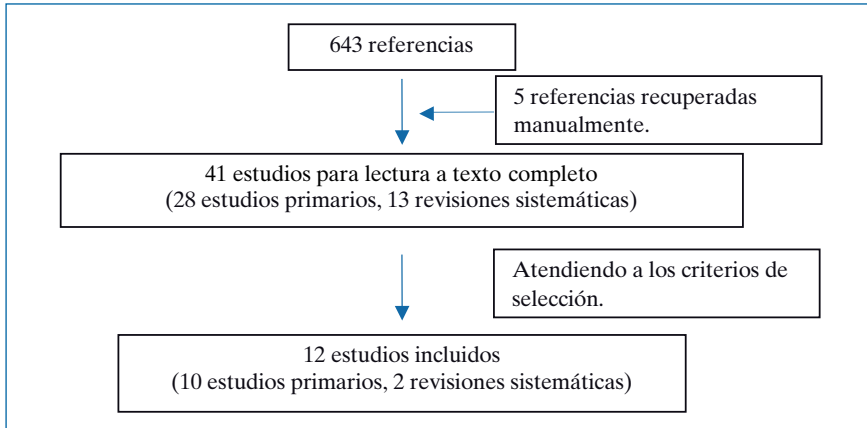 643 referencias
5 referencias recuperadas
manualmente.
41 estudios para lectura a texto completo
(28 estudios primarios, 13 revisiones sistemáticas)
Atendiendo a los criterios de
selección.
12 estudios incluidos
(10 estudios primarios, 2 revisiones sistemáticas)